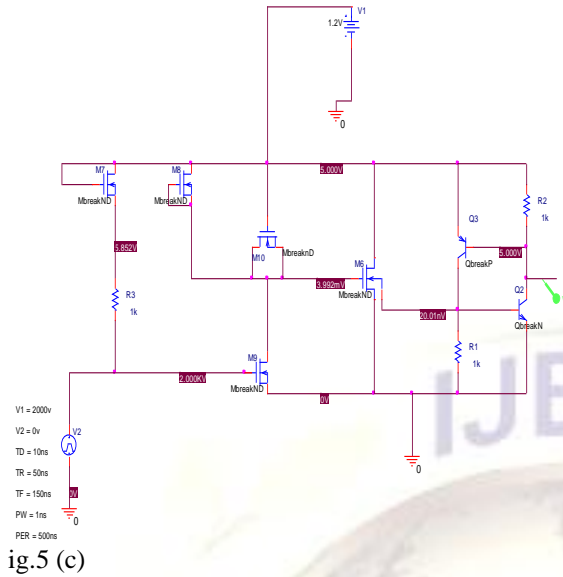 V1
1.2V
0
M7
MbreakND
M8
MbreakND
5.000V
Q3
QbreakP
R2
1k
5.000V
5.852V
M10
MbreaknD
3.992mV
M6
MbreakND
Q2
QbreakN
20.01nV
R3
1k
R1
1k
M9
MbreakND
2.000KV
0V
0
V1 = 2000v
V2 = 0v
TD = 10ns
TR = 50ns
TF = 150ns
PW = 1ns
PER = 500ns
V2
0V
0
IJE
ig.5 (c)